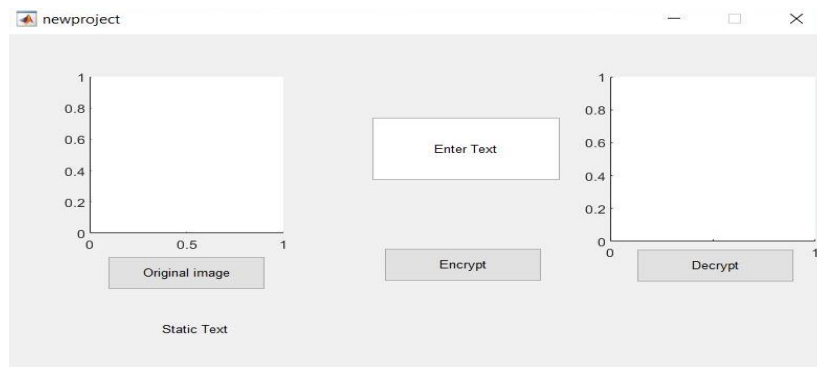 newproject
1
0.8
0.6
0.4
0.2
0
0 0.5 1
Original image
Static Text
Enter Text
Encrypt
1
0.8
0.6
0.4
0.2
0
0 1
Decrypt